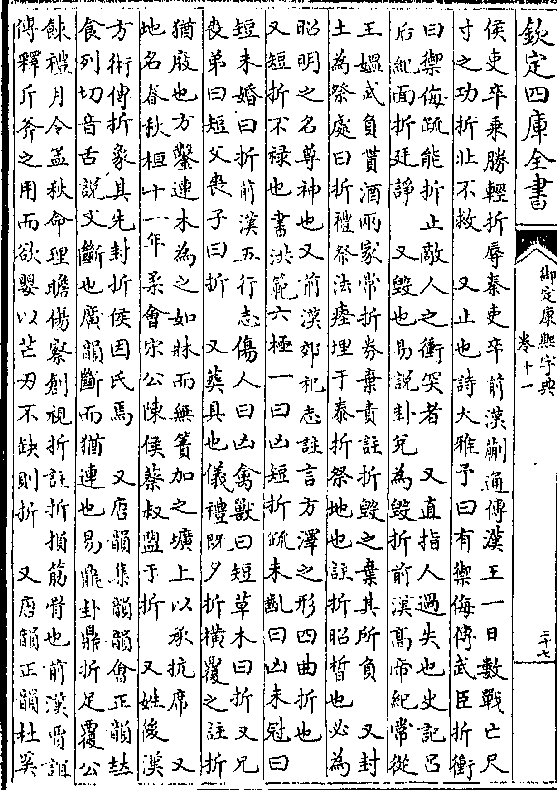 欽定四庫全書
御定康熙字典
卷十一
二十七
侯吏卒乘勝輕折辱秦吏卒前漢蒯通傳漢王一日數戰亡尺
寸之功折北不救　又止也詩大雅予曰有禦侮傳武臣折衝
曰禦侮疏能折止敵人之衝突者　又直指人過失也史記呂
后紀面折廷諍　又毀也易說卦兌為毀折前漢高帝紀常從
王媼武負貰酒兩家常折券棄責註折毀之棄其所負　又封
土為祭處曰折禮祭法瘞埋于泰折祭地也註折昭晳也必為
昭明之名尊神也又前漢郊祀志註言方澤之形四曲折也
又短折不祿也書洪範六極一曰凶短折疏未齔曰凶未冠曰
短未婚曰折前漢五行志傷人曰凶禽獸曰短草木曰折又兄
喪弟曰短父喪子曰折　又葬具也儀禮既夕折橫覆之註折
猶庪也方鑿連木為之如牀而無簀加之壙上以承抗席　又
地名春秋桓十一年柔會宋公陳侯蔡叔盟于折　又姓後漢
方術傳折象其先封折侯因氏焉　又唐韻集韻韻會正韻𠀤
食列切音舌說文斷也廣韻斷而猶連也易鼎卦鼎折足覆公
餗禮月令孟秋命理瞻傷察創視折註折損筋骨也前漢賈誼
傳釋斤斧之用而欲嬰以芒刃不缺則折　又唐韻正韻杜奚